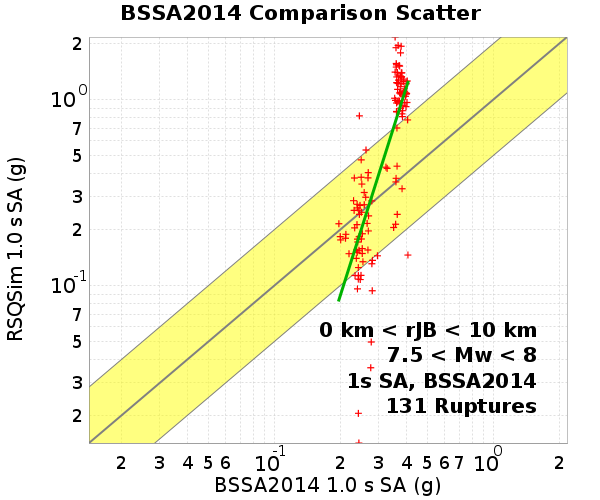 BSSA2014 Comparison Scatter
RSQSim 1.0 s SA (g)
2
10^0
7
5
3
2
10^-1
7
5
3
2
0 km < rJB < 10 km
7.5 < Mw < 8
1s SA, BSSA2014
131 Ruptures
2 3 4 5 6 10^-1 2 3 4 5 6 7 10^0 2
BSSA2014 1.0 s SA (g)